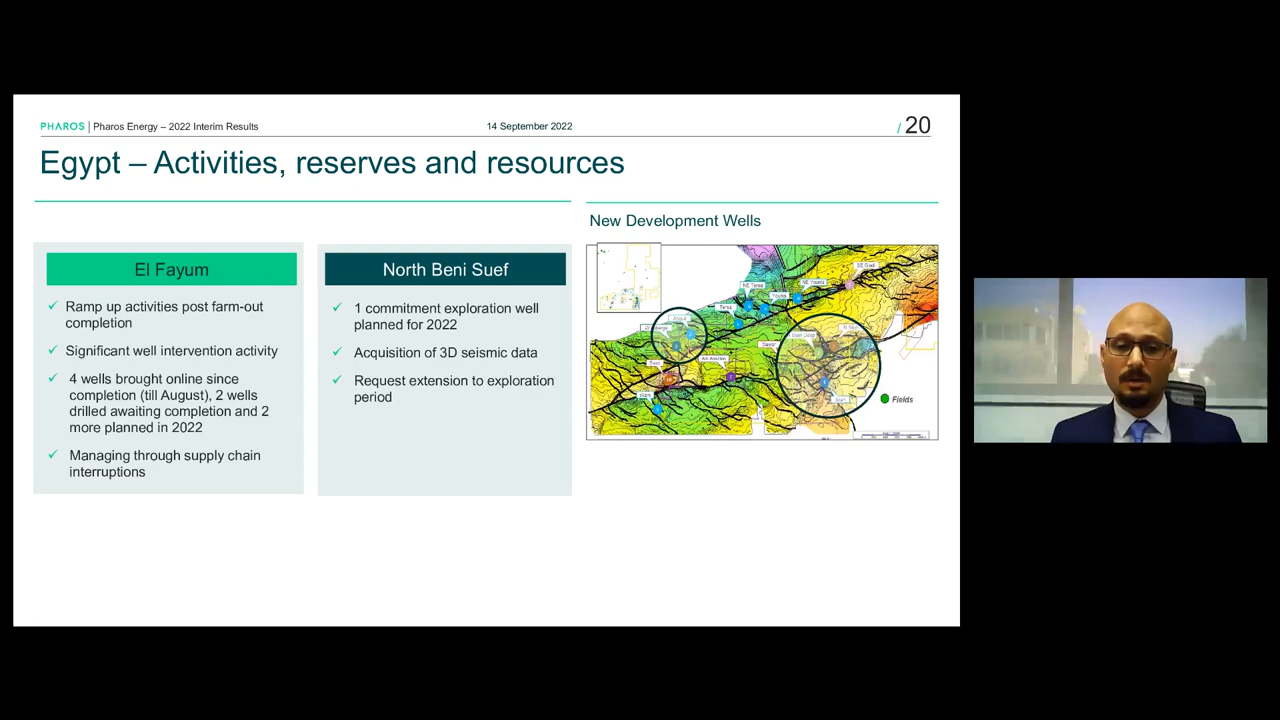 PHAROS Pharos Energy – 2022 Interim Results
14 September 2022
/ 20
Egypt – Activities, reserves and resources
El Fayum
✓ Ramp up activities post farm-out
completion
✓ Significant well intervention activity
✓ 4 wells brought online since
completion (till August), 2 wells
drilled awaiting completion and 2
more planned in 2022
✓ Managing through supply chain
interruptions
North Beni Suef
✓ 1 commitment exploration well
planned for 2022
✓ Acquisition of 3D seismic data
✓ Request extension to exploration
period
New Development Wells
NE Tersa
Tersa
Fields